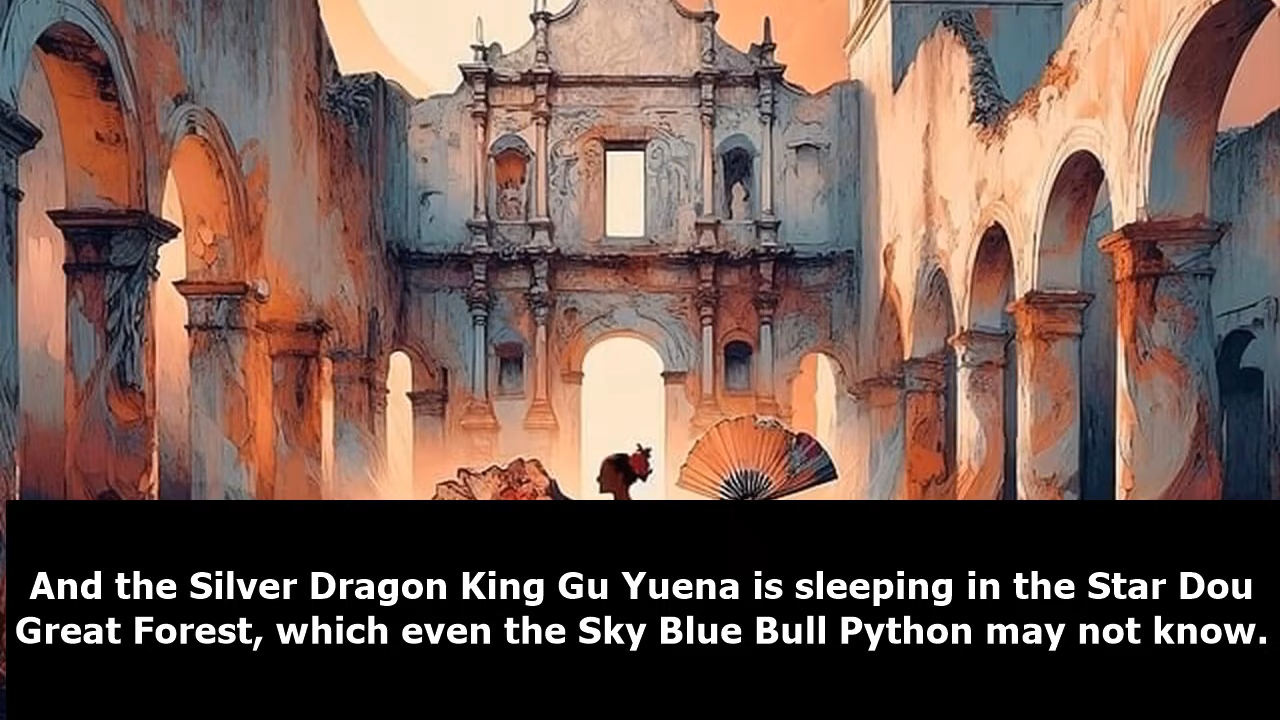 And the Silver Dragon King Gu Yuena is sleeping in the Star Dou
Great Forest, which even the Sky Blue Bull Python may not know.